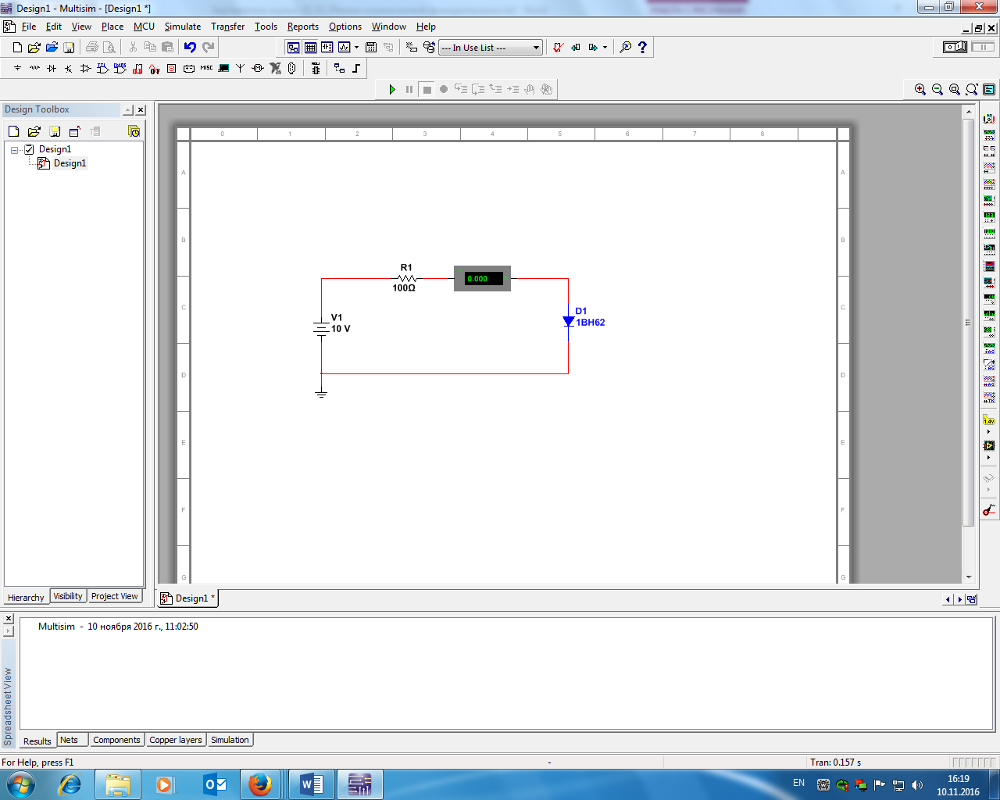 Design1 - Multisim - [Design1 *]
File Edit View Place MCU Simulate Transfer Tools Reports Options Window Help
--- In Use List ---
MISC
Design Toolbox
Design1
Design1
Hierarchy Visibility Project View
0 1 2 3 4 5 6 7 8
A A
B B
C C
D D
E E
F F
G G
R1
100Ω
0.000
V1
10 V
D1
1BH62
Design1 *
Multisim - 10 ноября 2016 г., 11:02:50
Spreadsheet View
Results Nets Components Copper layers Simulation
For Help, press F1
-
Tran: 0.157 s
EN
16:19
10.11.2016